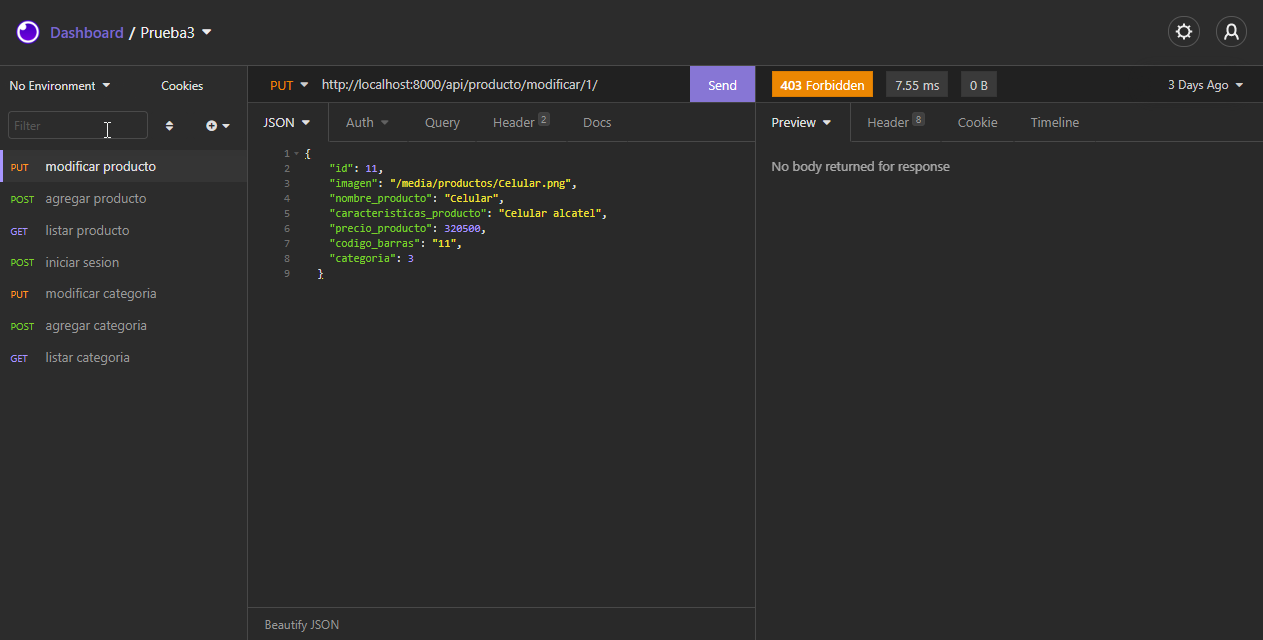 Dashboard / Prueba3
No Environment
Cookies
Filter
PUT modificar producto
POST agregar producto
GET listar producto
POST iniciar sesion
PUT modificar categoria
POST agregar categoria
GET listar categoria
PUT http://localhost:8000/api/producto/modificar/1/ Send
JSON Auth Query Header 2 Docs
1 {
2 "id": 11,
3 "imagen": "/media/productos/Celular.png",
4 "nombre_producto": "Celular",
5 "caracteristicas_producto": "Celular alcatel",
6 "precio_producto": 320500,
7 "codigo_barras": "11",
8 "categoria": 3
9 }
Beautify JSON
403 Forbidden 7.55 ms 0 B 3 Days Ago
Preview Header 8 Cookie Timeline
No body returned for response